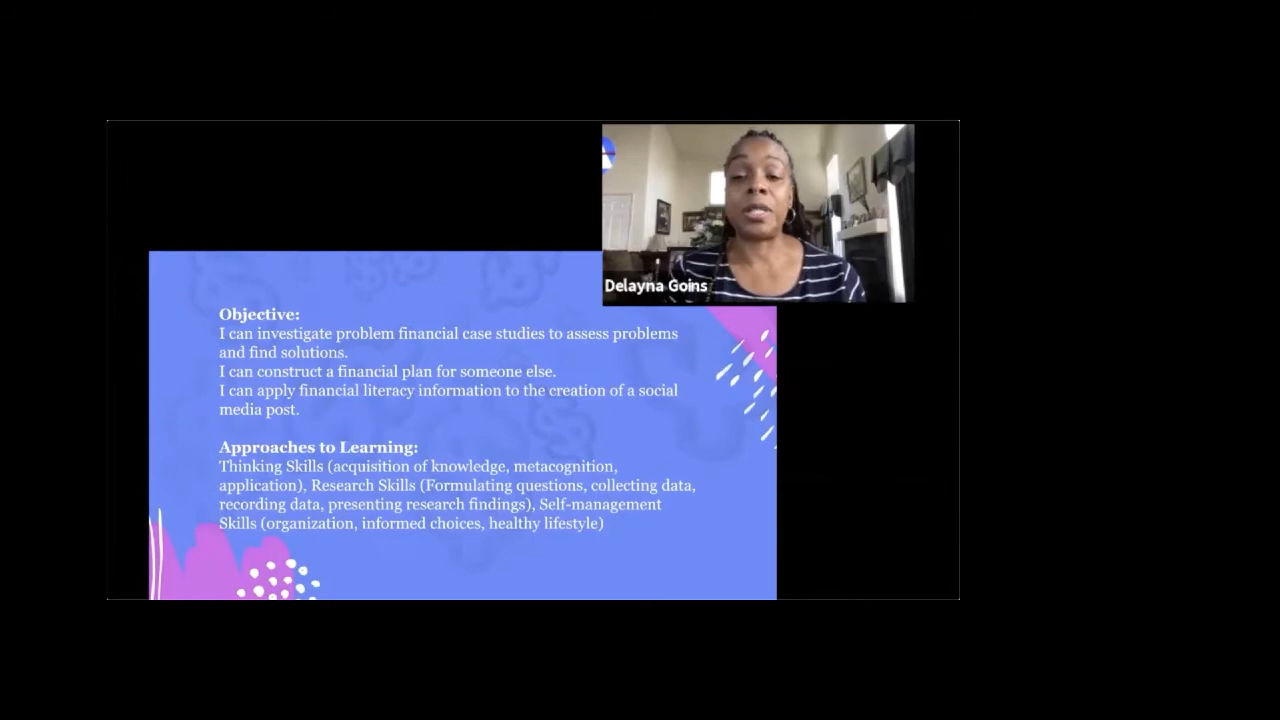 Delayna Goins
Objective:
I can investigate problem financial case studies to assess problems
and find solutions.
I can construct a financial plan for someone else.
I can apply financial literacy information to the creation of a social
media post.
Approaches to Learning:
Thinking Skills (acquisition of knowledge, metacognition,
application), Research Skills (Formulating questions, collecting data,
recording data, presenting research findings), Self-management
Skills (organization, informed choices, healthy lifestyle)